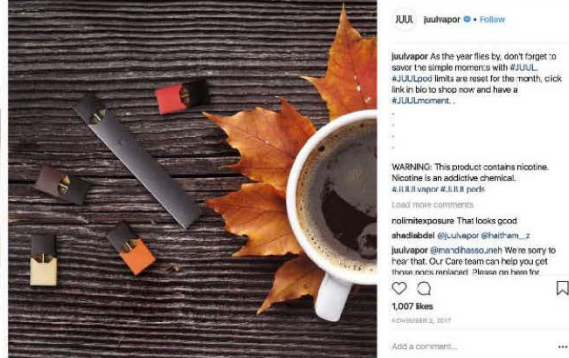 JUUL juulvapor • Follow
juulvapor As the year flies by, don't forget to
savor the simple moments with #JUUL.
#JUULpod limits are reset for the month, click
link in bio to shop now and have a
#JUULmoment. .
.
.
.
.
WARNING: This product contains nicotine.
Nicotine is an addictive chemical.
#JUULvapor #JUULpods
Load more comments
nolimitexposure That looks good
ahadiabdel @juulvapor @haitham__z
juulvapor @mandihassouneh We're sorry to
hear that. Our Care team can help you get
those pods replaced. Please go here for
1,007 likes
NOVEMBER 2, 2017
Add a comment...